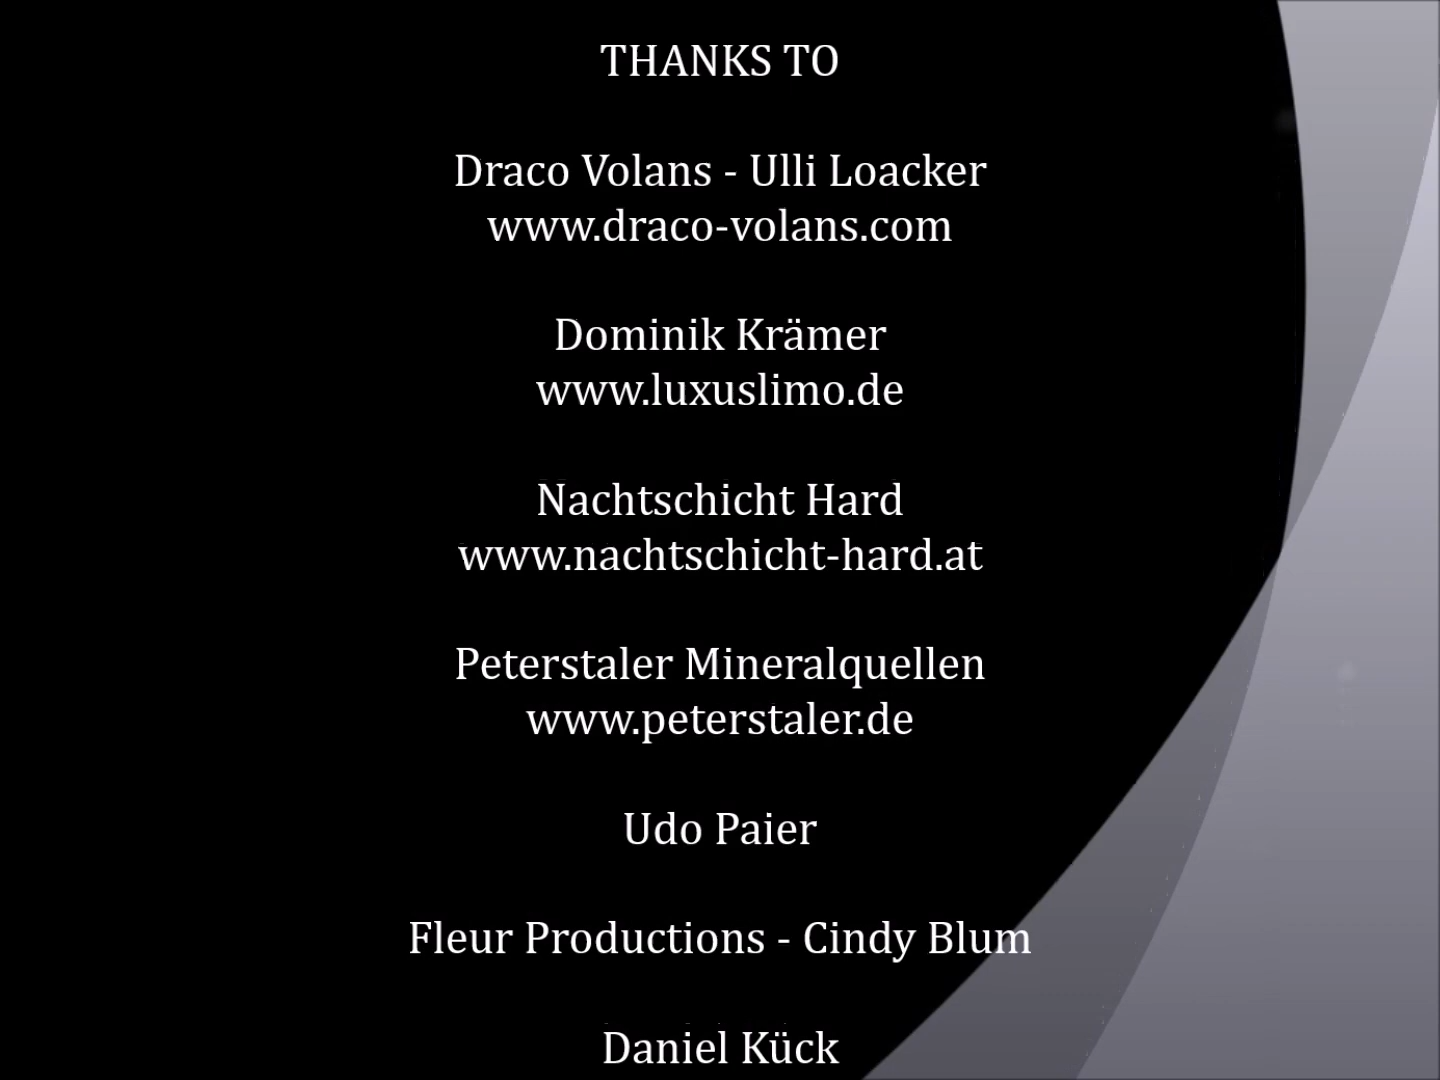 THANKS TO
Draco Volans - Ulli Loacker
www.draco-volans.com
Dominik Krämer
www.luxuslimo.de
Nachtschicht Hard
www.nachtschicht-hard.at
Peterstaler Mineralquellen
www.peterstaler.de
Udo Paier
Fleur Productions - Cindy Blum
Daniel Kück